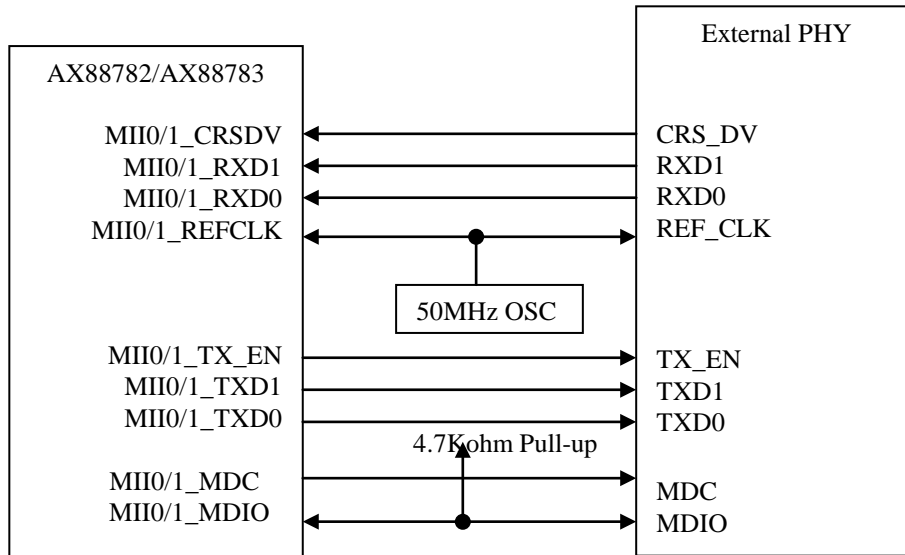 External PHY
AX88782/AX88783
MII0/1_CRSDV
CRS_DV
MII0/1_RXD1
RXD1
MII0/1_RXD0
RXD0
MII0/1_REFCLK
REF_CLK
50MHz OSC
MII0/1_TX_EN
TX_EN
MII0/1_TXD1
TXD1
MII0/1_TXD0
TXD0
4.7Kohm Pull-up
MII0/1_MDC
MDC
MII0/1_MDIO
MDIO